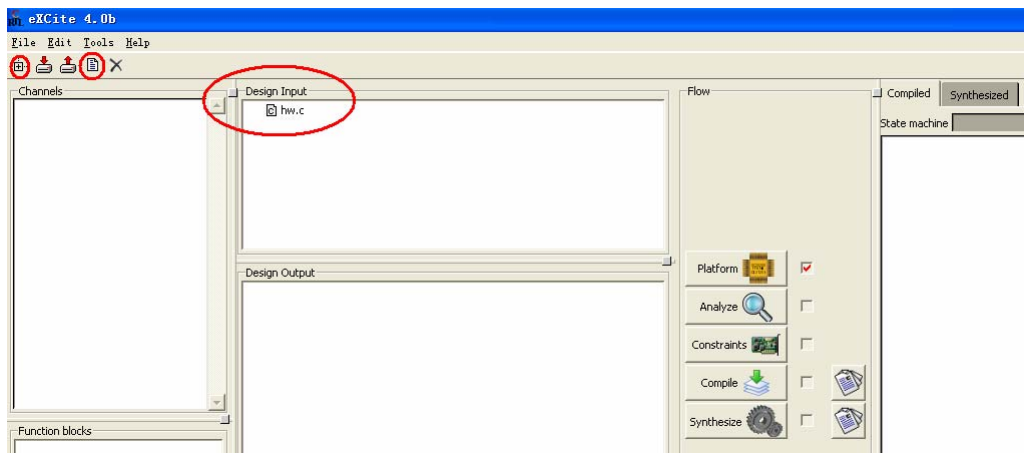 eXCite 4.0b
File Edit Tools Help
Channels
Design Input
hw.c
Flow
Compiled
Synthesized
State machine
Platform
Design Output
Analyze
Constraints
Compile
Synthesize
Function blocks